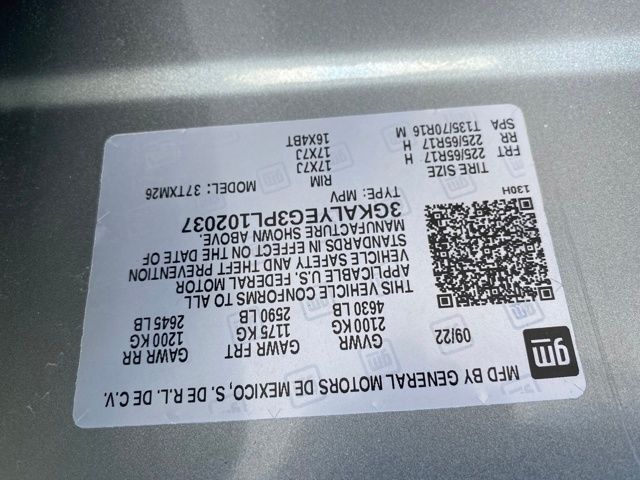 MFD BY GENERAL MOTORS DE MEXICO, S. DE R.L. DE C.V.
gm
09/22
GVWR GAWR FRT GAWR RR
2100 KG 1175 KG 1200 KG
4630 LB 2590 LB 2645 LB
THIS VEHICLE CONFORMS TO ALL
APPLICABLE U.S. FEDERAL MOTOR
VEHICLE SAFETY AND THEFT PREVENTION
STANDARDS IN EFFECT ON THE DATE OF
MANUFACTURE SHOWN ABOVE.
3GKALYEG3PL102037
TYPE: MPV MODEL: 37TXM26
130H
TIRE SIZE RIM
FRT 225/65R17 H 17X7J
RR 225/65R17 H 17X7J
SPA T135/70R16 M 16X4BT